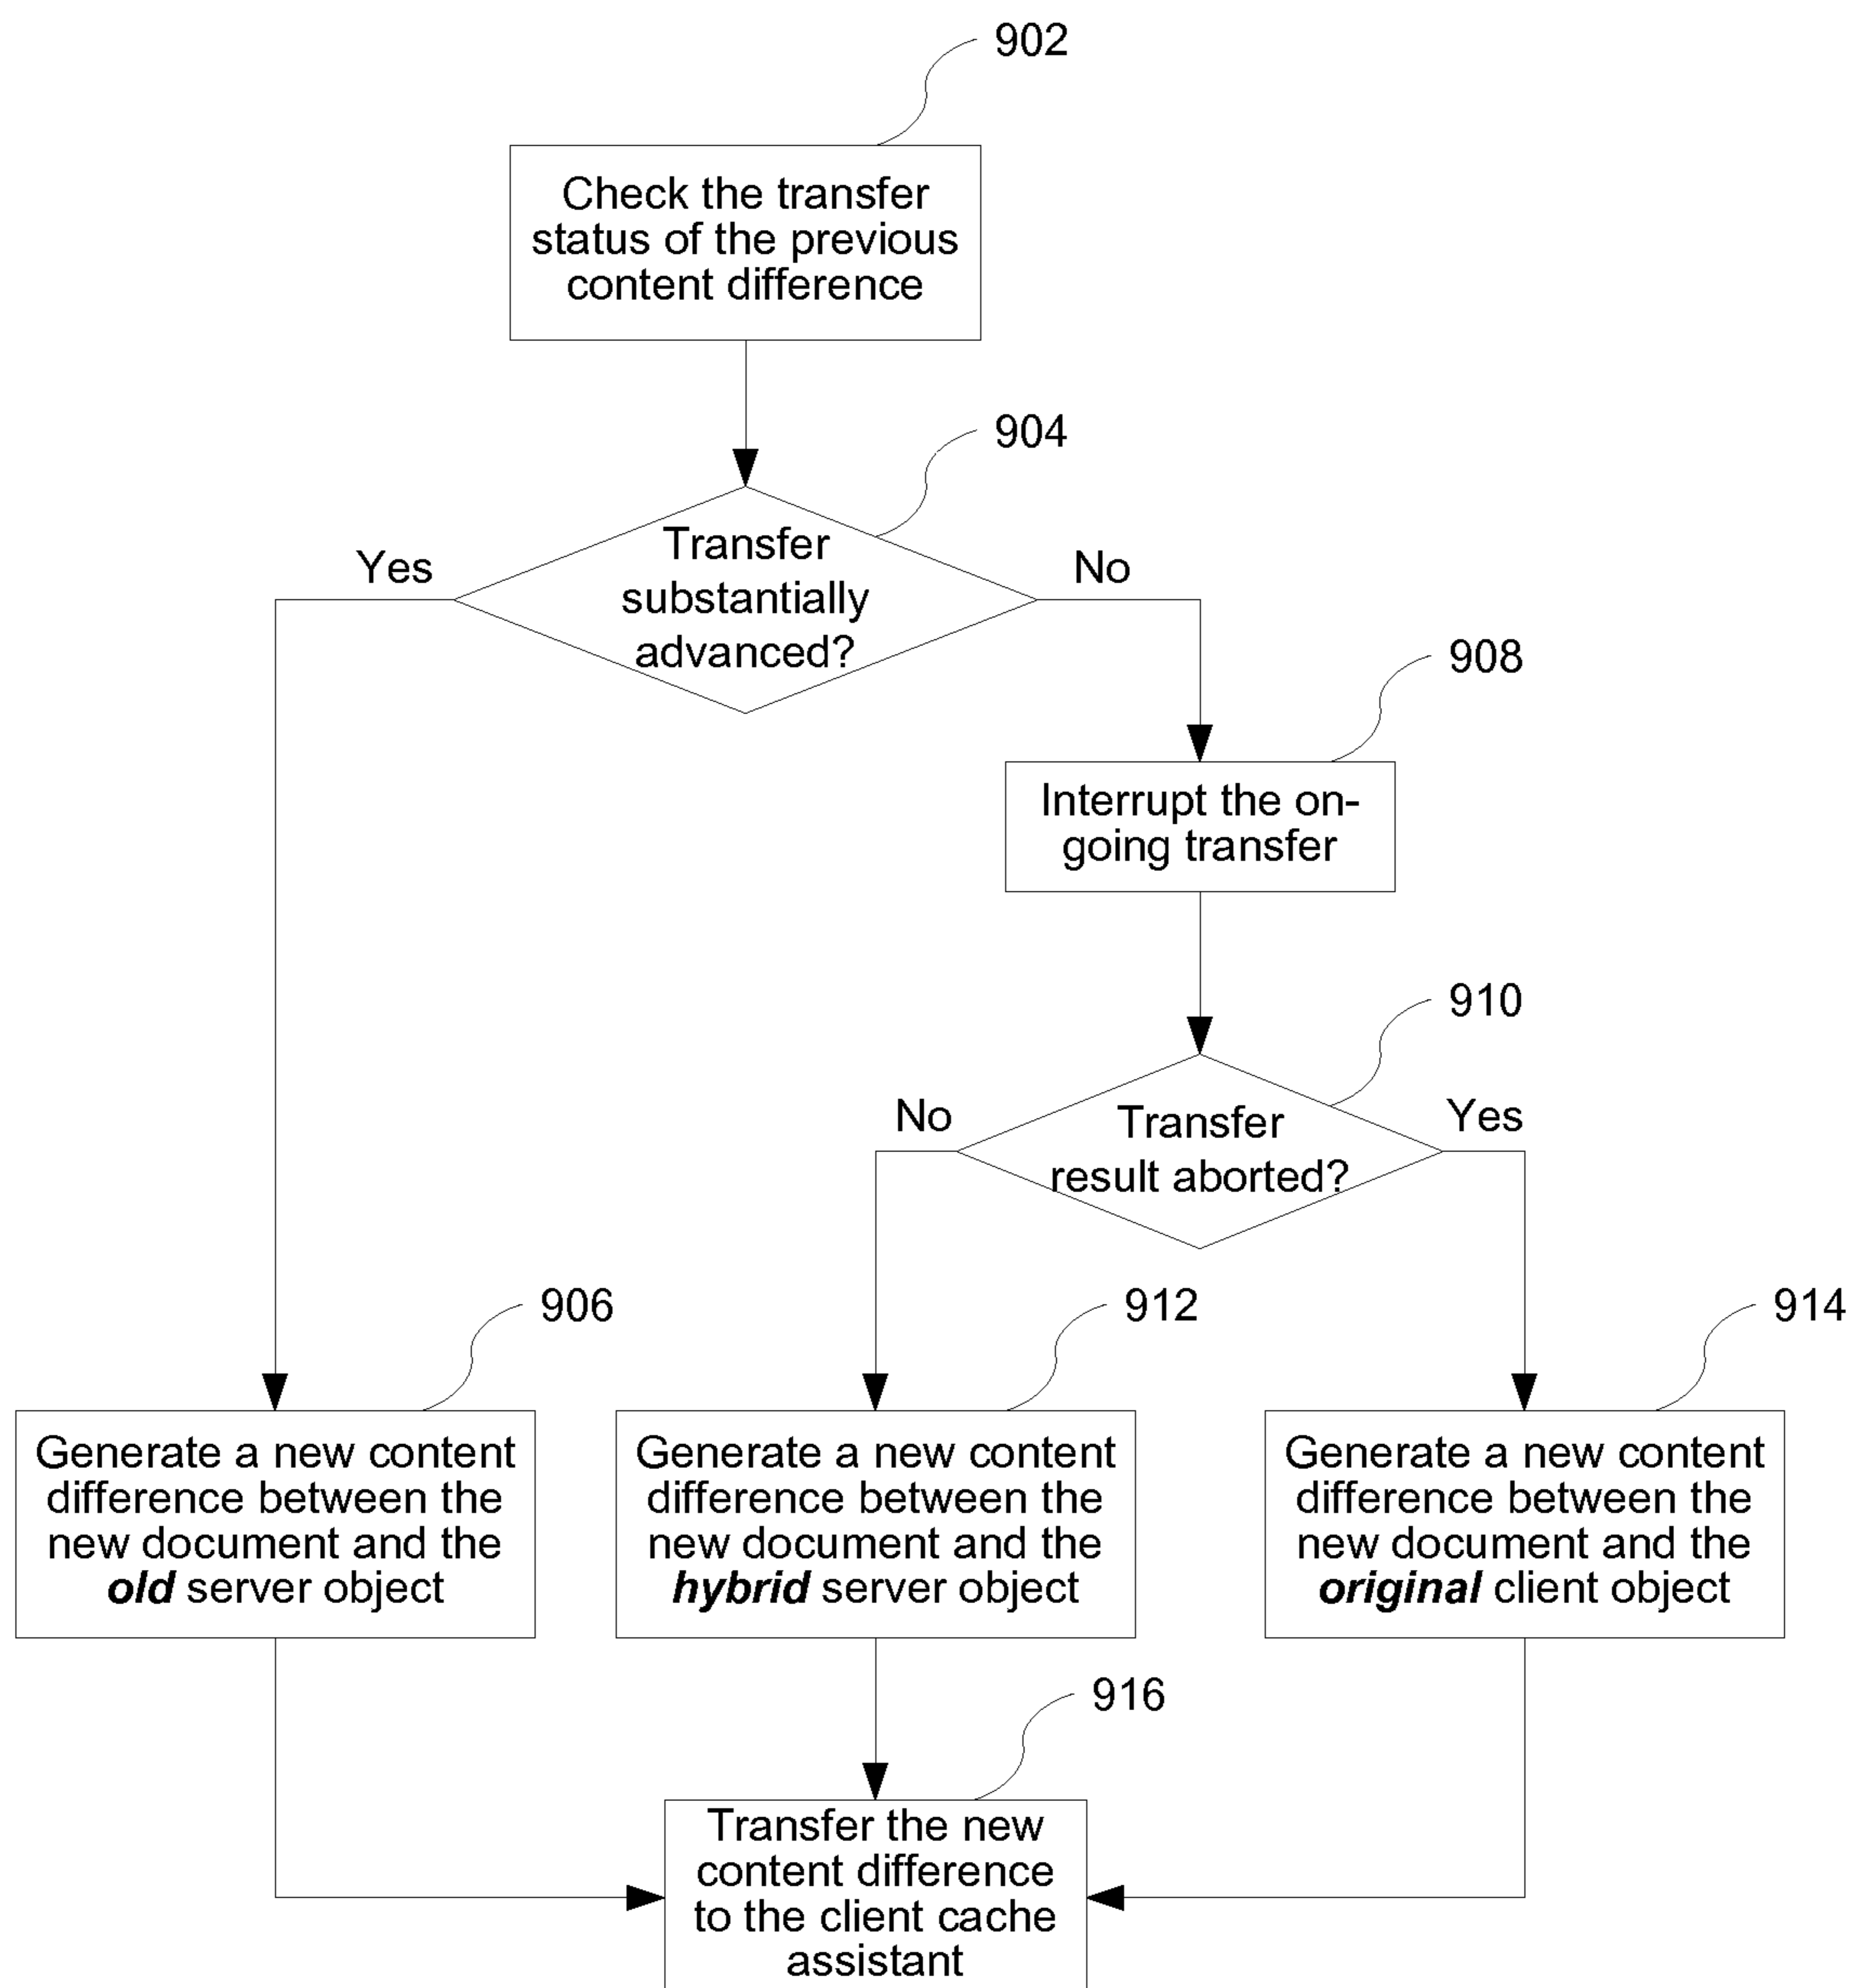 902
Check the transfer
status of the previous
content difference
904
Transfer
substantially
advanced?
Yes
No
908
Interrupt the on-
going transfer
910
Transfer
result aborted?
No
Yes
906
Generate a new content
difference between the
new document and the
old server object
912
Generate a new content
difference between the
new document and the
hybrid server object
914
Generate a new content
difference between the
new document and the
original client object
916
Transfer the new
content difference
to the client cache
assistant